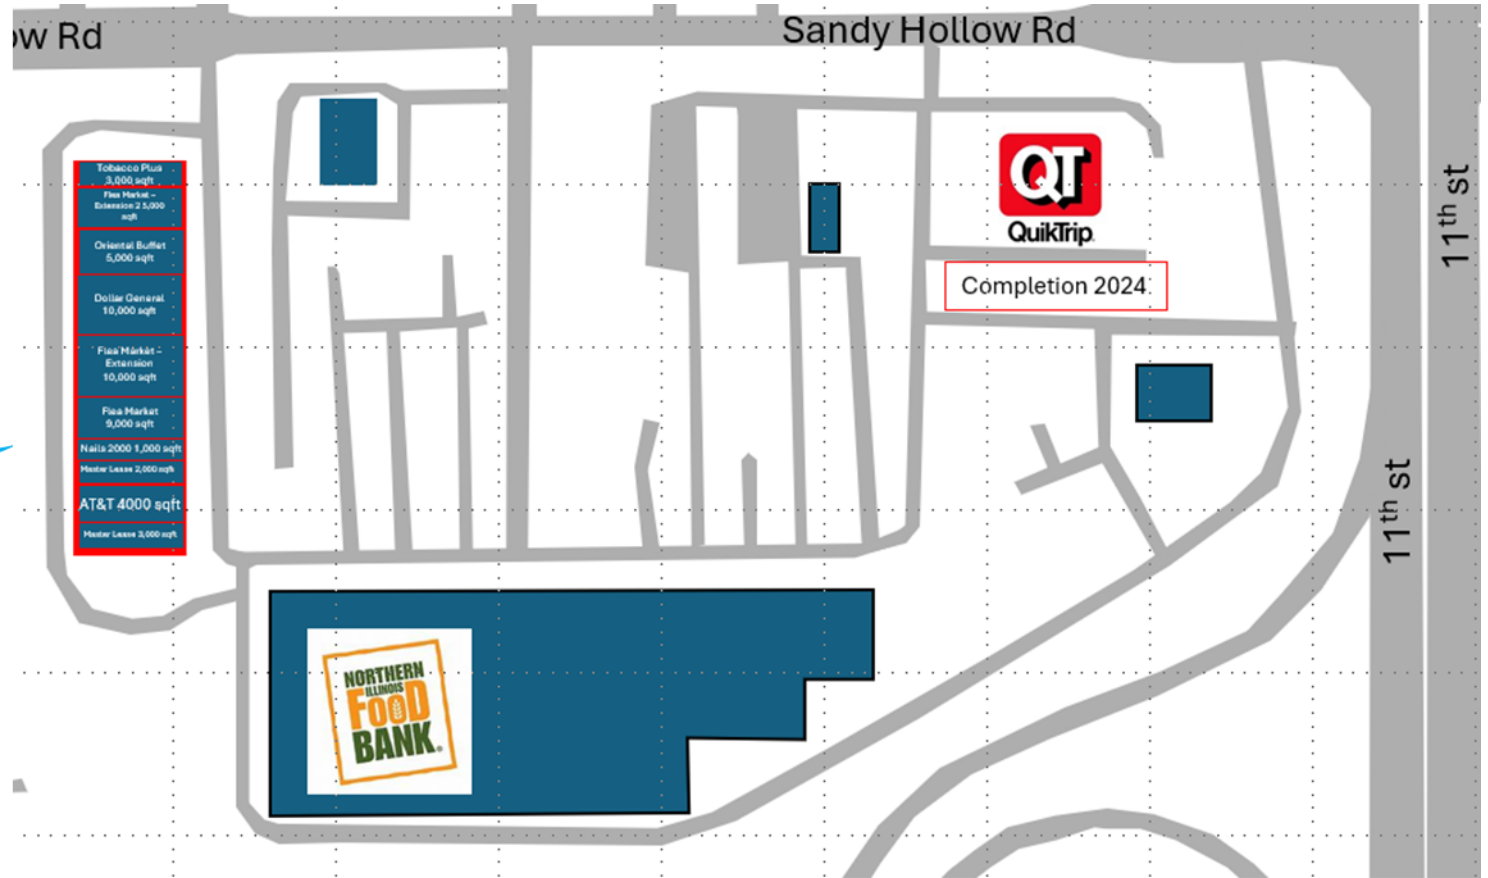 ow Rd
Sandy Hollow Rd
Tobacco Plus
3,000 sqft
Flea Market –
Extension 2 5,000
sqft
Oriental Buffet
5,000 sqft
Dollar General
10,000 sqft
Flea Market –
Extension
10,000 sqft
Flea Market
9,000 sqft
Nails 2000 1,000 sqft
Master Lease 2,000 sqft
AT&T 4000 sqft
Master Lease 3,000 sqft
QT
QuikTrip
Completion 2024
11th st
11th st
NORTHERN
ILLINOIS
FOOD
BANK